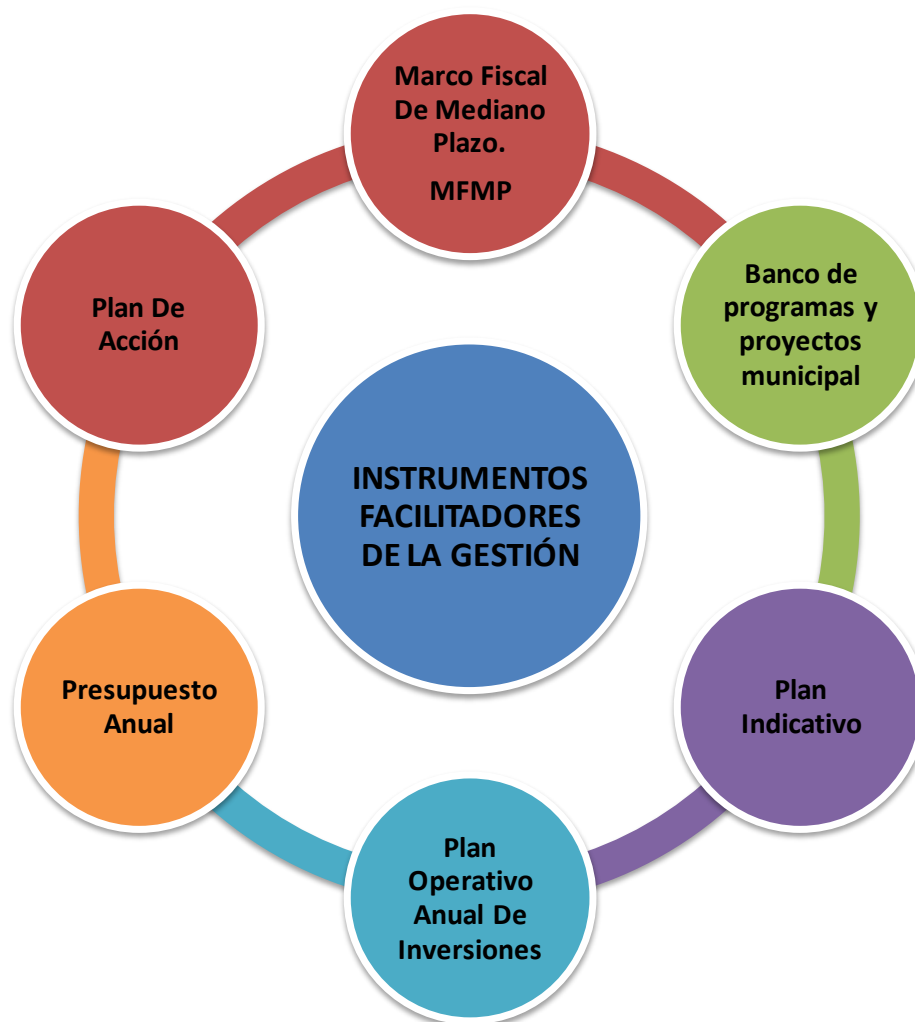 Marco Fiscal
De Mediano
Plazo.
MFMP
Banco de
programas y
proyectos
municipal
Plan
Indicativo
Plan
Operativo
Anual De
Inversiones
Presupuesto
Anual
Plan De
Acción
INSTRUMENTOS
FACILITADORES
DE LA GESTIÓN